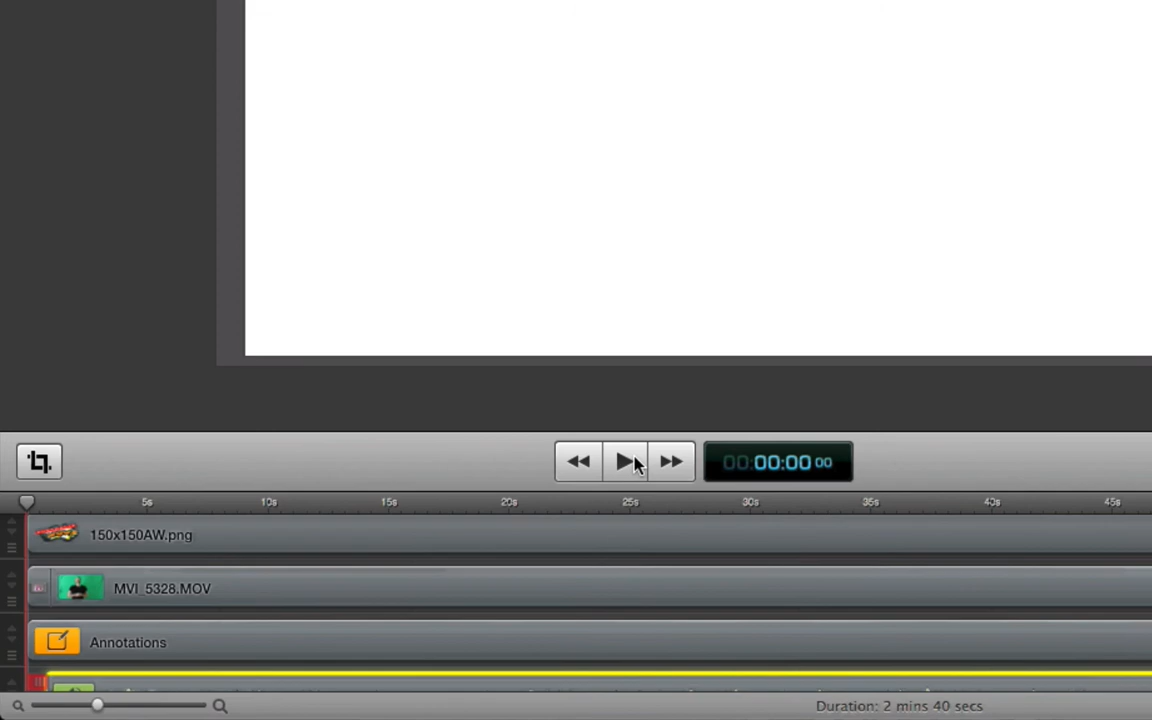 00:00:00 00
5s 10s 15s 20s 25s 30s 35s 40s 45s
150x150AW.png
MVI_5328.MOV
Annotations
Duration: 2 mins 40 secs